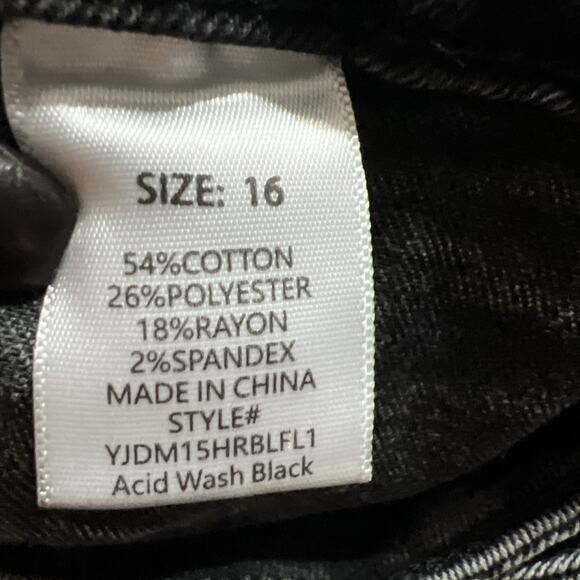 SIZE: 16
54%COTTON
26%POLYESTER
18%RAYON
2%SPANDEX
MADE IN CHINA
STYLE#
YJDM15HRBLFL1
Acid Wash Black